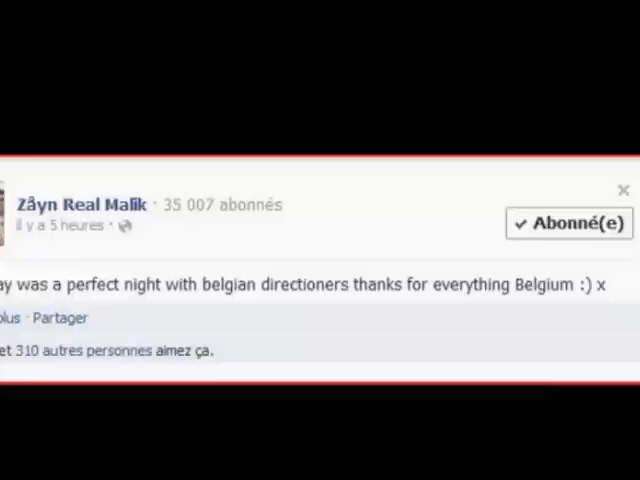 Zåyn Real Malik · 35 007 abonnés
il y a 5 heures ·
✓ Abonné(e)
ay was a perfect night with belgian directioners thanks for everything Belgium :) x
plus · Partager
et 310 autres personnes aimez ça.